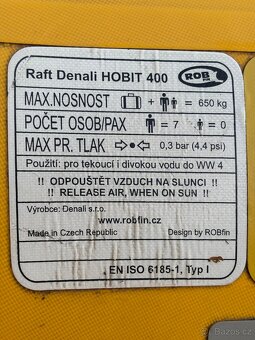 Raft Denali HOBIT 400
ROB
fin
MAX.NOSNOST + = 650 kg
POČET OSOB/PAX = 7 = 0
MAX PR. TLAK 0,3 bar (4,4 psi)
Použití: pro tekoucí i divokou vodu do WW 4
!! ODPOUŠTĚT VZDUCH NA SLUNCI !!
!! RELEASE AIR, WHEN ON SUN !!
Výrobce: Denali s.r.o.
www.robfin.cz
Made in Czech Republic Design by ROBfin
EN ISO 6185-1, Typ I
Bazoš.cz